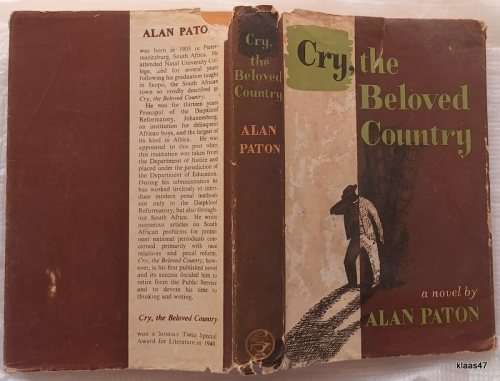 ALAN PATO
was born in 1903 in Pieter-
maritzburg, South Africa. He
attended Natal University Col-
lege, and for several years
following his graduation taught
in Ixopo, the South African
town so vividly described in
Cry, the Beloved Country.
He was for thirteen years
Principal of the Diepkloof
Reformatory, Johannesburg,
an institution for delinquent
African boys, and the largest of
its kind in Africa. He was
appointed to this post when
this institution was taken from
the Department of Justice and
placed under the jurisdiction of
the Department of Education.
During his administration he
has worked tirelessly to intro-
duce modern penal methods
not only to the Diepkloof
Reformatory, but also through-
out South Africa. He wrote
numerous articles on South
African problems for promi-
nent national periodicals con-
cerned primarily with race
relations and penal reform.
Cry, the Beloved Country, how-
ever, is his first published novel
and its success decided him to
retire from the Public Service
and to devote his time to
thinking and writing.
Cry, the Beloved Country
won a Sunday Times Special
Award for Literature in 1948
Cry,
the
Beloved
Country
ALAN
PATON
Cry, the
Beloved
Country
a novel by
ALAN PATON
klaas47